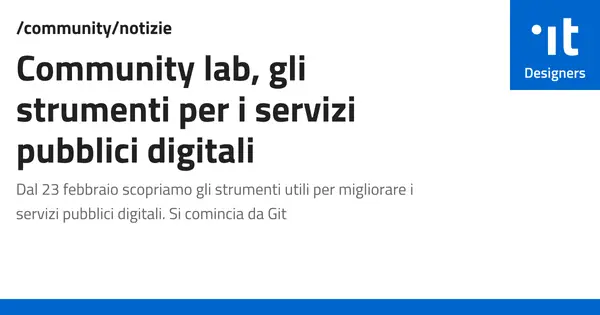 /community/notizie
Community lab, gli
strumenti per i servizi
pubblici digitali
Dal 23 febbraio scopriamo gli strumenti utili per migliorare i
servizi pubblici digitali. Si comincia da Git
it
Designers